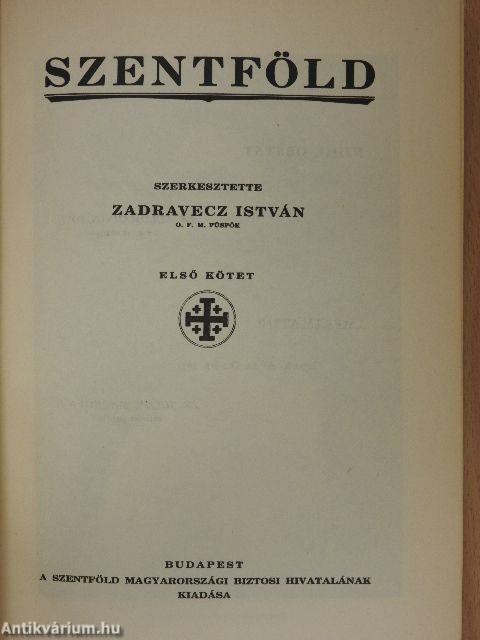 SZENTFÖLD
SZERKESZTETTE
ZADRAVECZ ISTVÁN
O. F. M. PÜSPÖK
ELSŐ KÖTET
BUDAPEST
A SZENTFÖLD MAGYARORSZÁGI BIZTOSI HIVATALÁNAK
KIADÁSA
Antikvárium.hu